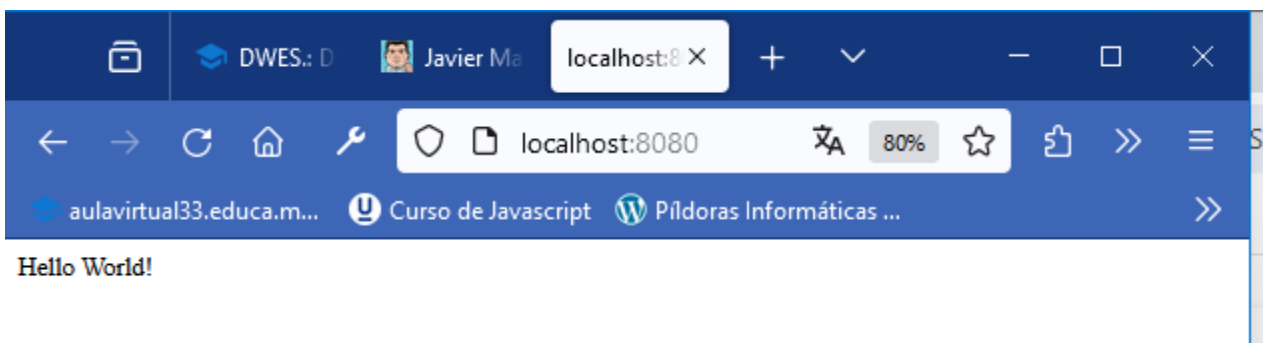 DWES.: D
Javier Ma
localhost:8
localhost:8080
80%
aulavirtual33.educa.m...
Curso de Javascript
Píldoras Informáticas ...
Hello World!